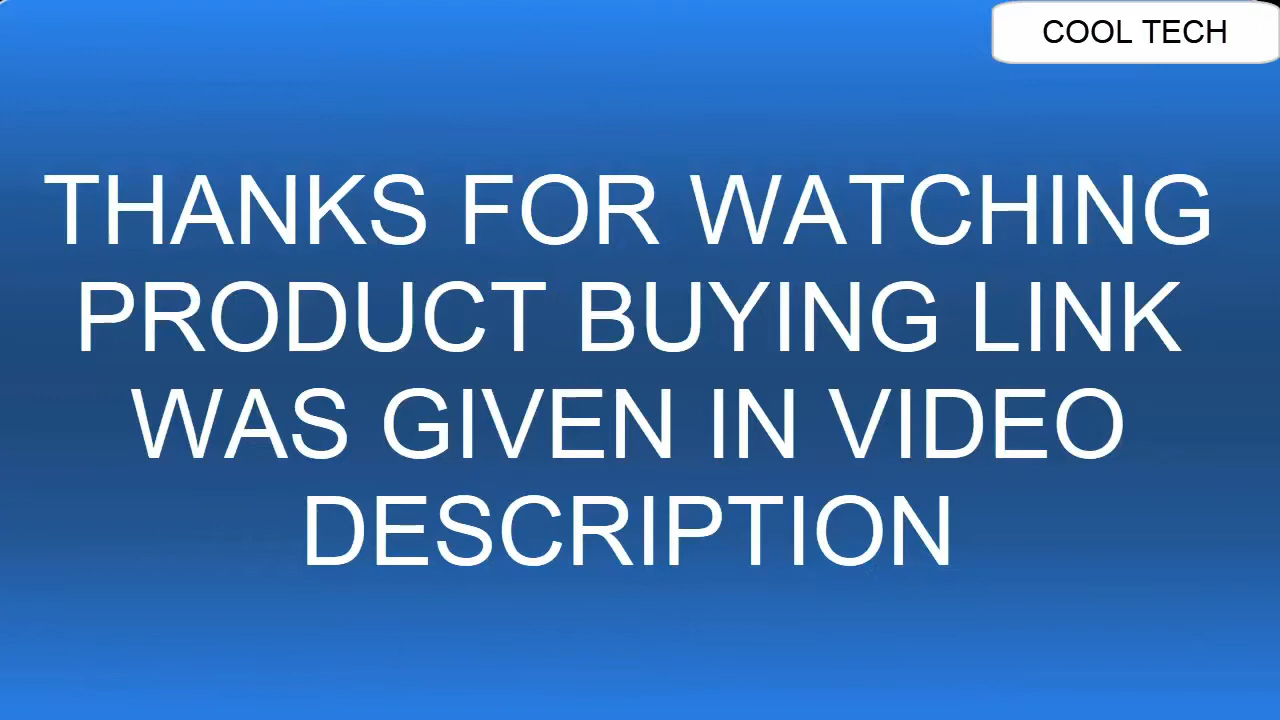 COOL TECH
THANKS FOR WATCHING
PRODUCT BUYING LINK
WAS GIVEN IN VIDEO
DESCRIPTION